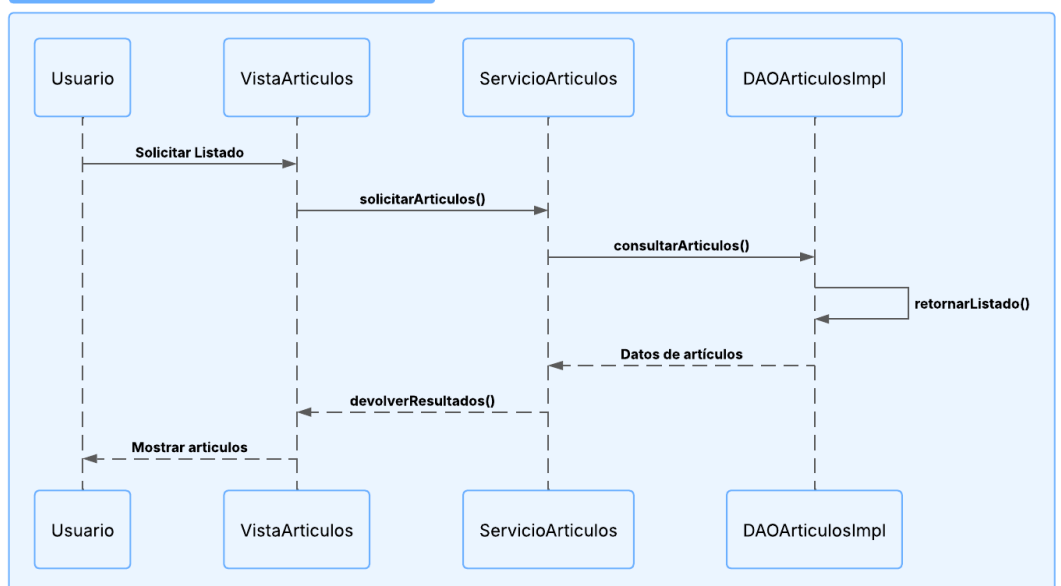 Usuario
VistaArticulos
ServicioArticulos
DAOArticulosImpl
Solicitar Listado
solicitarArticulos()
consultarArticulos()
retornarListado()
Datos de artículos
devolverResultados()
Mostrar articulos
Usuario
VistaArticulos
ServicioArticulos
DAOArticulosImpl